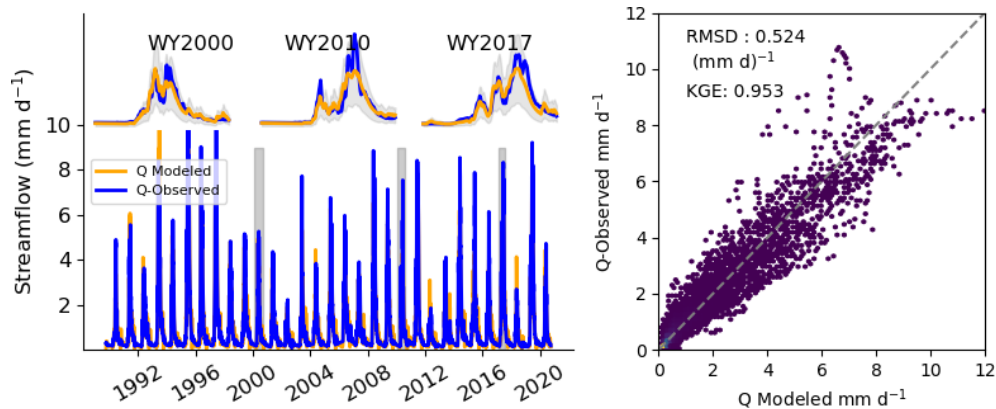 WY2000 WY2010 WY2017
Streamflow (mm d⁻¹)
10
8
6
4
2
Q Modeled
Q-Observed
1992 1996 2000 2004 2008 2012 2016 2020
RMSD : 0.524
(mm d)⁻¹
KGE: 0.953
Q-Observed mm d⁻¹
12
10
8
6
4
2
0
0 2 4 6 8 10 12
Q Modeled mm d⁻¹